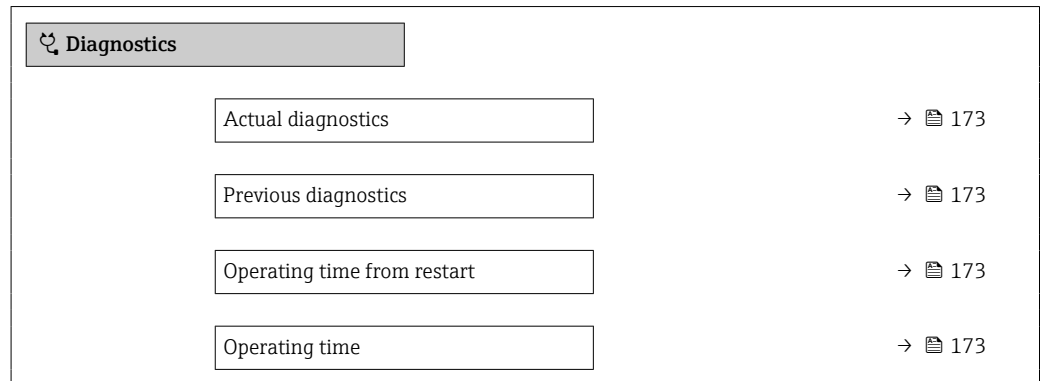 Diagnostics
Actual diagnostics → 173
Previous diagnostics → 173
Operating time from restart → 173
Operating time → 173